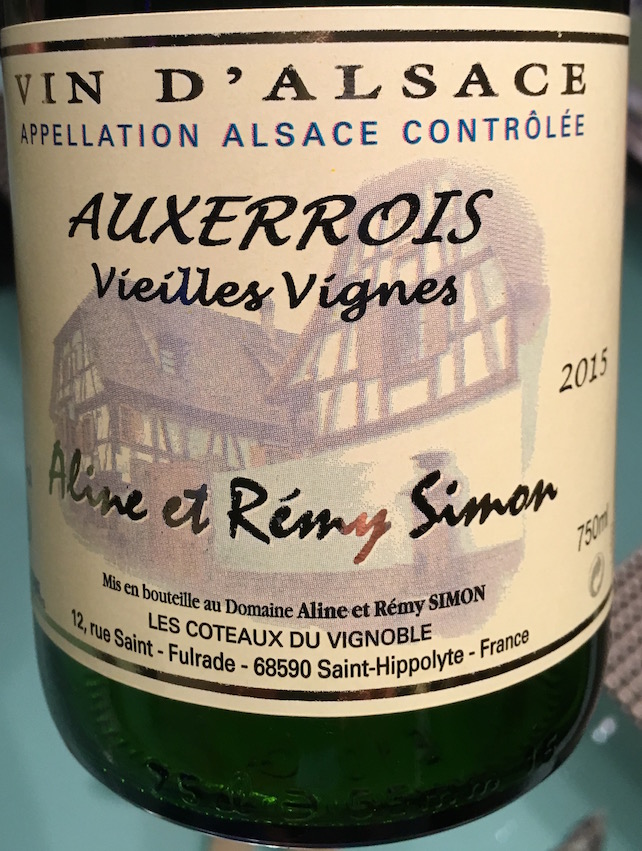 VIN D'ALSACE
APPELLATION ALSACE CONTRÔLÉE
AUXERROIS
Vieilles Vignes
2015
Aline et Rémy Simon
750ml
Mis en bouteille au Domaine Aline et Rémy SIMON
LES COTEAUX DU VIGNOBLE
12, rue Saint - Fulrade - 68590 Saint-Hippolyte - France